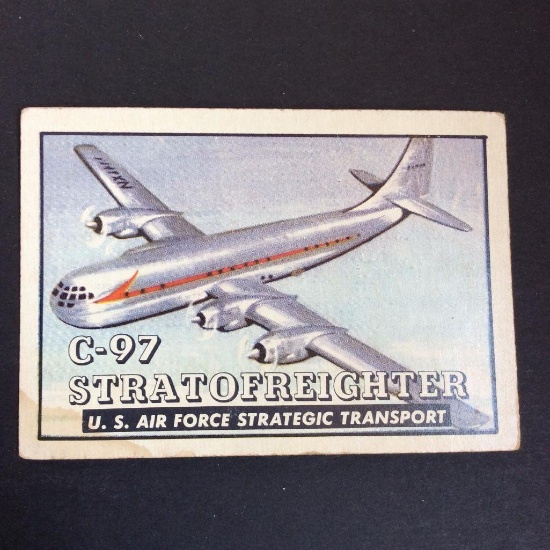 C-97
STRATOFREIGHTER
U. S. AIR FORCE STRATEGIC TRANSPORT